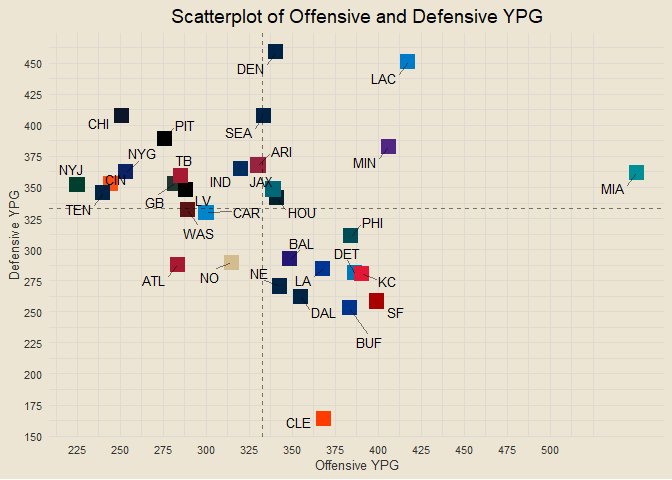 Scatterplot of Offensive and Defensive YPG
450
425
400
375
350
325
300
275
250
225
200
175
150
Defensive YPG
DEN
LAC
CHI
PIT
SEA
NYG
TB
ARI
MIN
NYJ
CIN
IND
JAX
MIA
TEN
GB
LV
CAR
HOU
WAS
PHI
BAL
DET
ATL
NO
NE
LA
KC
DAL
SF
BUF
CLE
225 250 275 300 325 350 375 400 425 450 475 500
Offensive YPG